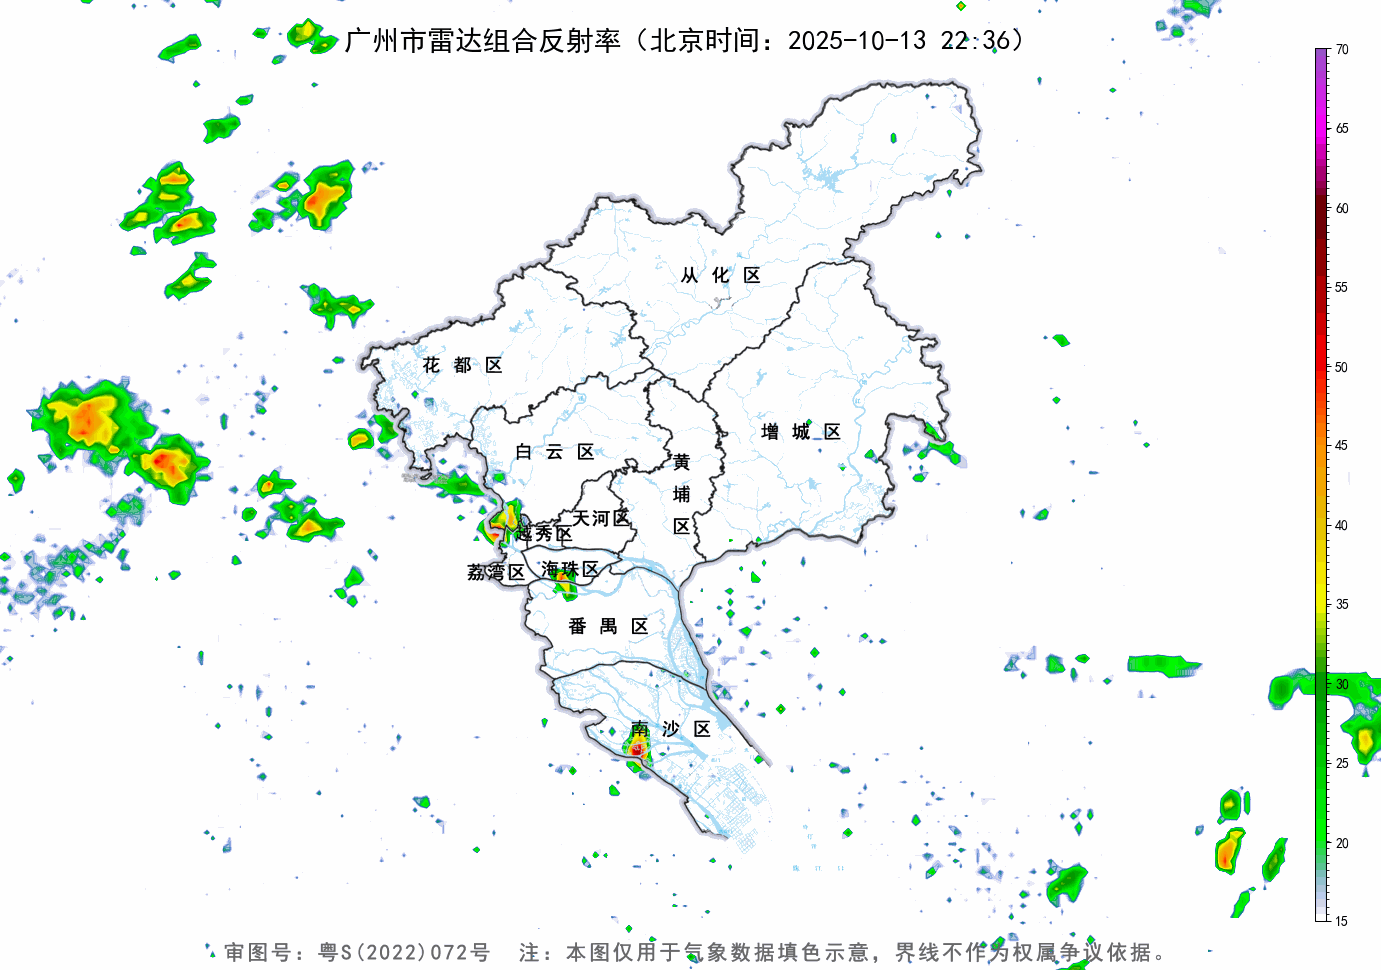 广州市雷达组合反射率（北京时间：2025-10-13 22:36）
70
65
60
55
50
45
40
35
30
25
20
15
从化区
花都区
增城区
白云区
黄埔区
天河区
越秀区
海珠区
荔湾区
番禺区
南沙区
审图号：粤S(2022)072号 注：本图仅用于气象数据填色示意，界线不作为权属争议依据。